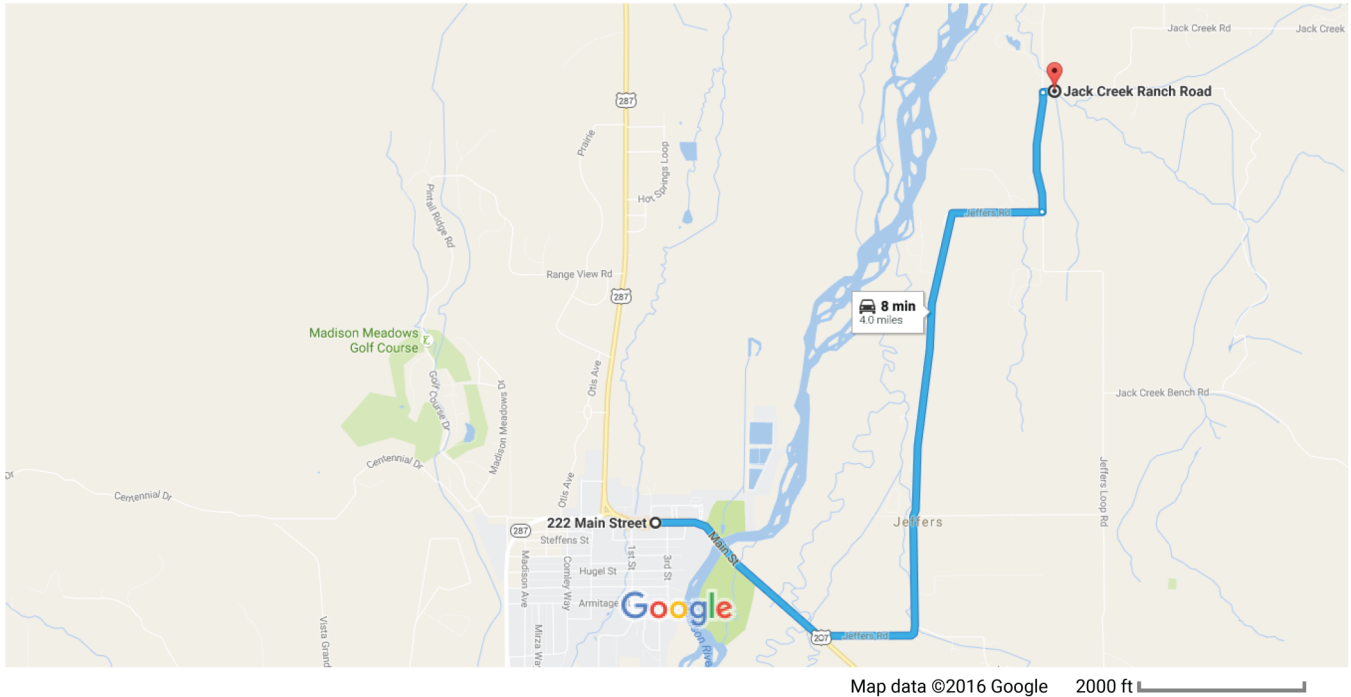 Jack Creek Rd
Jack Creek
Jack Creek Ranch Road
287
Prairie
Hot Springs Loop
Pintail Ridge Rd
Jeffers Rd
Range View Rd
287
8 min
4.0 miles
Madison Meadows
Golf Course
Otis Ave
Golf Course Dr
Madison Meadows Dr
Jack Creek Bench Rd
Centennial Dr
Jeffers Loop Rd
Dr
Centennial Dr
Otis Ave
222 Main Street
Jeffers
287
Steffens St
Main St
1st St
3rd St
Hugel St
Madison Ave
Comley Way
Armitage
Google
Mirza Way
Vista Grand
287
Jeffers Rd
Map data ©2016 Google
2000 ft